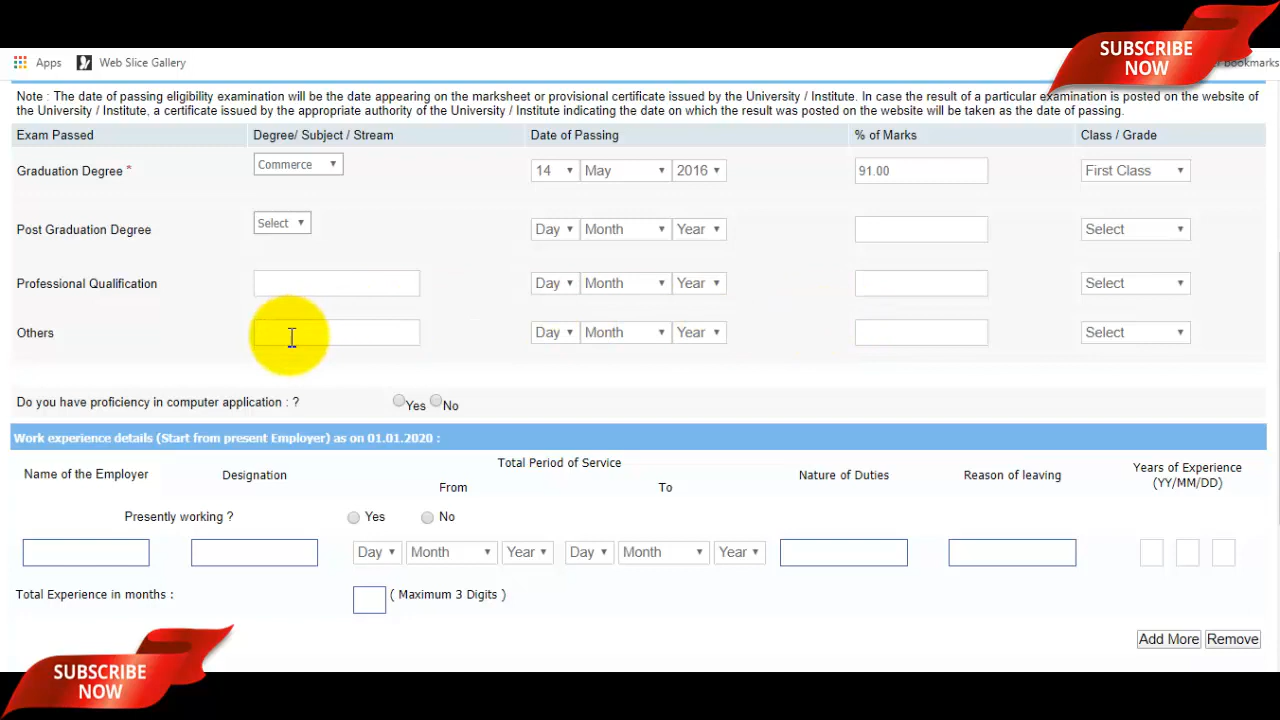 SUBSCRIBE
NOW
Apps Web Slice Gallery bookmarks
Note : The date of passing eligibility examination will be the date appearing on the marksheet or provisional certificate issued by the University / Institute. In case the result of a particular examination is posted on the website of
the University / Institute, a certificate issued by the appropriate authority of the University / Institute indicating the date on which the result was posted on the website will be taken as the date of passing.
Exam Passed Degree/ Subject / Stream Date of Passing % of Marks Class / Grade
Graduation Degree * Commerce 14 May 2016 91.00 First Class
Post Graduation Degree Select Day Month Year Select
Professional Qualification Day Month Year Select
Others Day Month Year Select
Do you have proficiency in computer application : ? Yes No
Work experience details (Start from present Employer) as on 01.01.2020 :
Name of the Employer Designation Total Period of Service Nature of Duties Reason of leaving Years of Experience
From To (YY/MM/DD)
Presently working ? Yes No
Day Month Year Day Month Year
Total Experience in months : ( Maximum 3 Digits )
Add More Remove
SUBSCRIBE
NOW